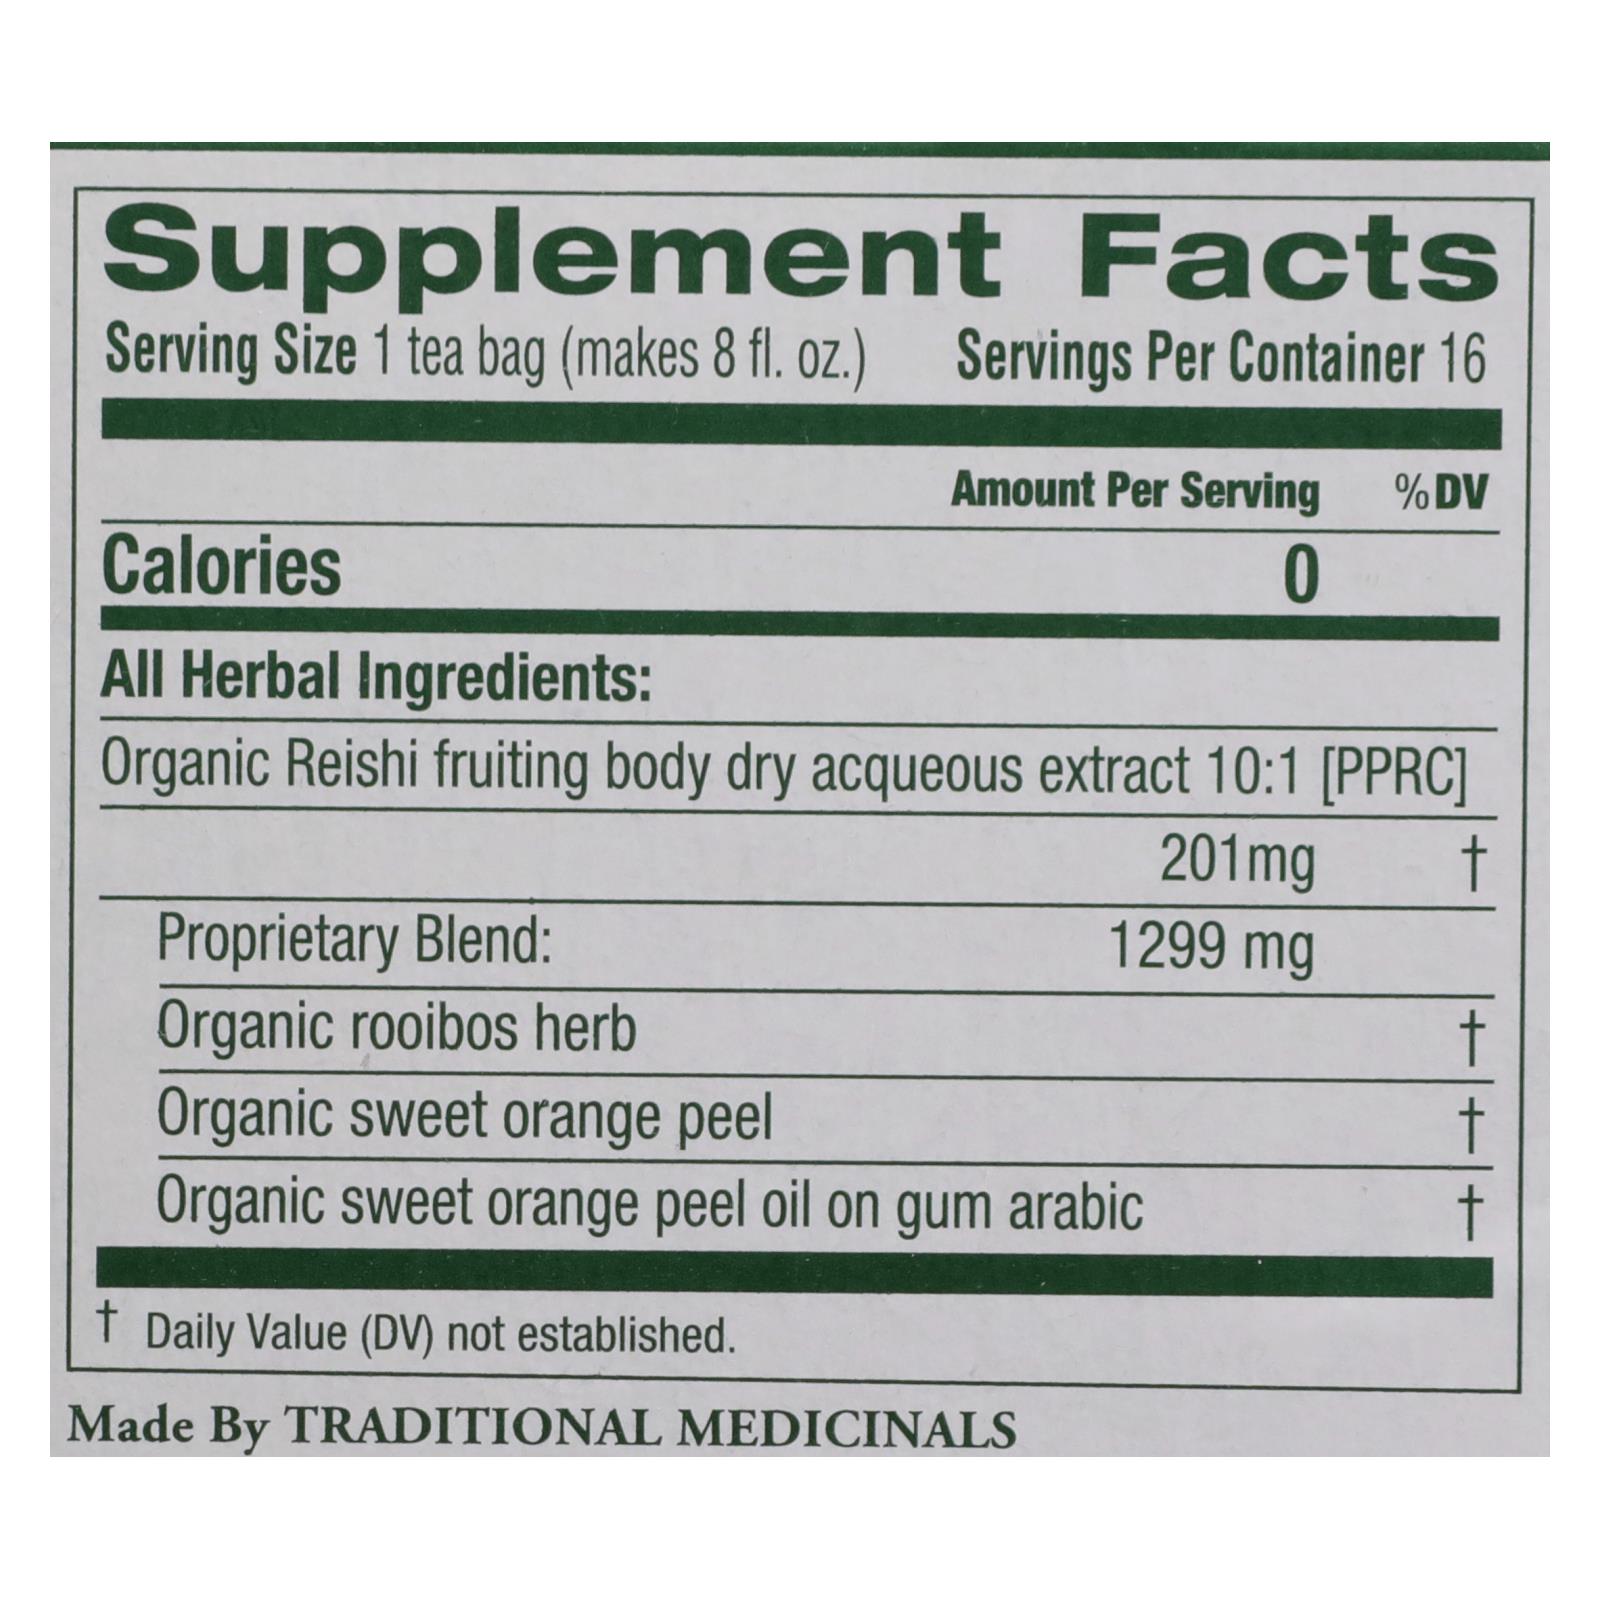 Supplement Facts
Serving Size 1 tea bag (makes 8 fl. oz.) Servings Per Container 16
Amount Per Serving %DV
Calories 0
All Herbal Ingredients:
Organic Reishi fruiting body dry acqueous extract 10:1 [PPRC]
201mg †
Proprietary Blend: 1299 mg
Organic rooibos herb †
Organic sweet orange peel †
Organic sweet orange peel oil on gum arabic †
† Daily Value (DV) not established.
Made By TRADITIONAL MEDICINALS